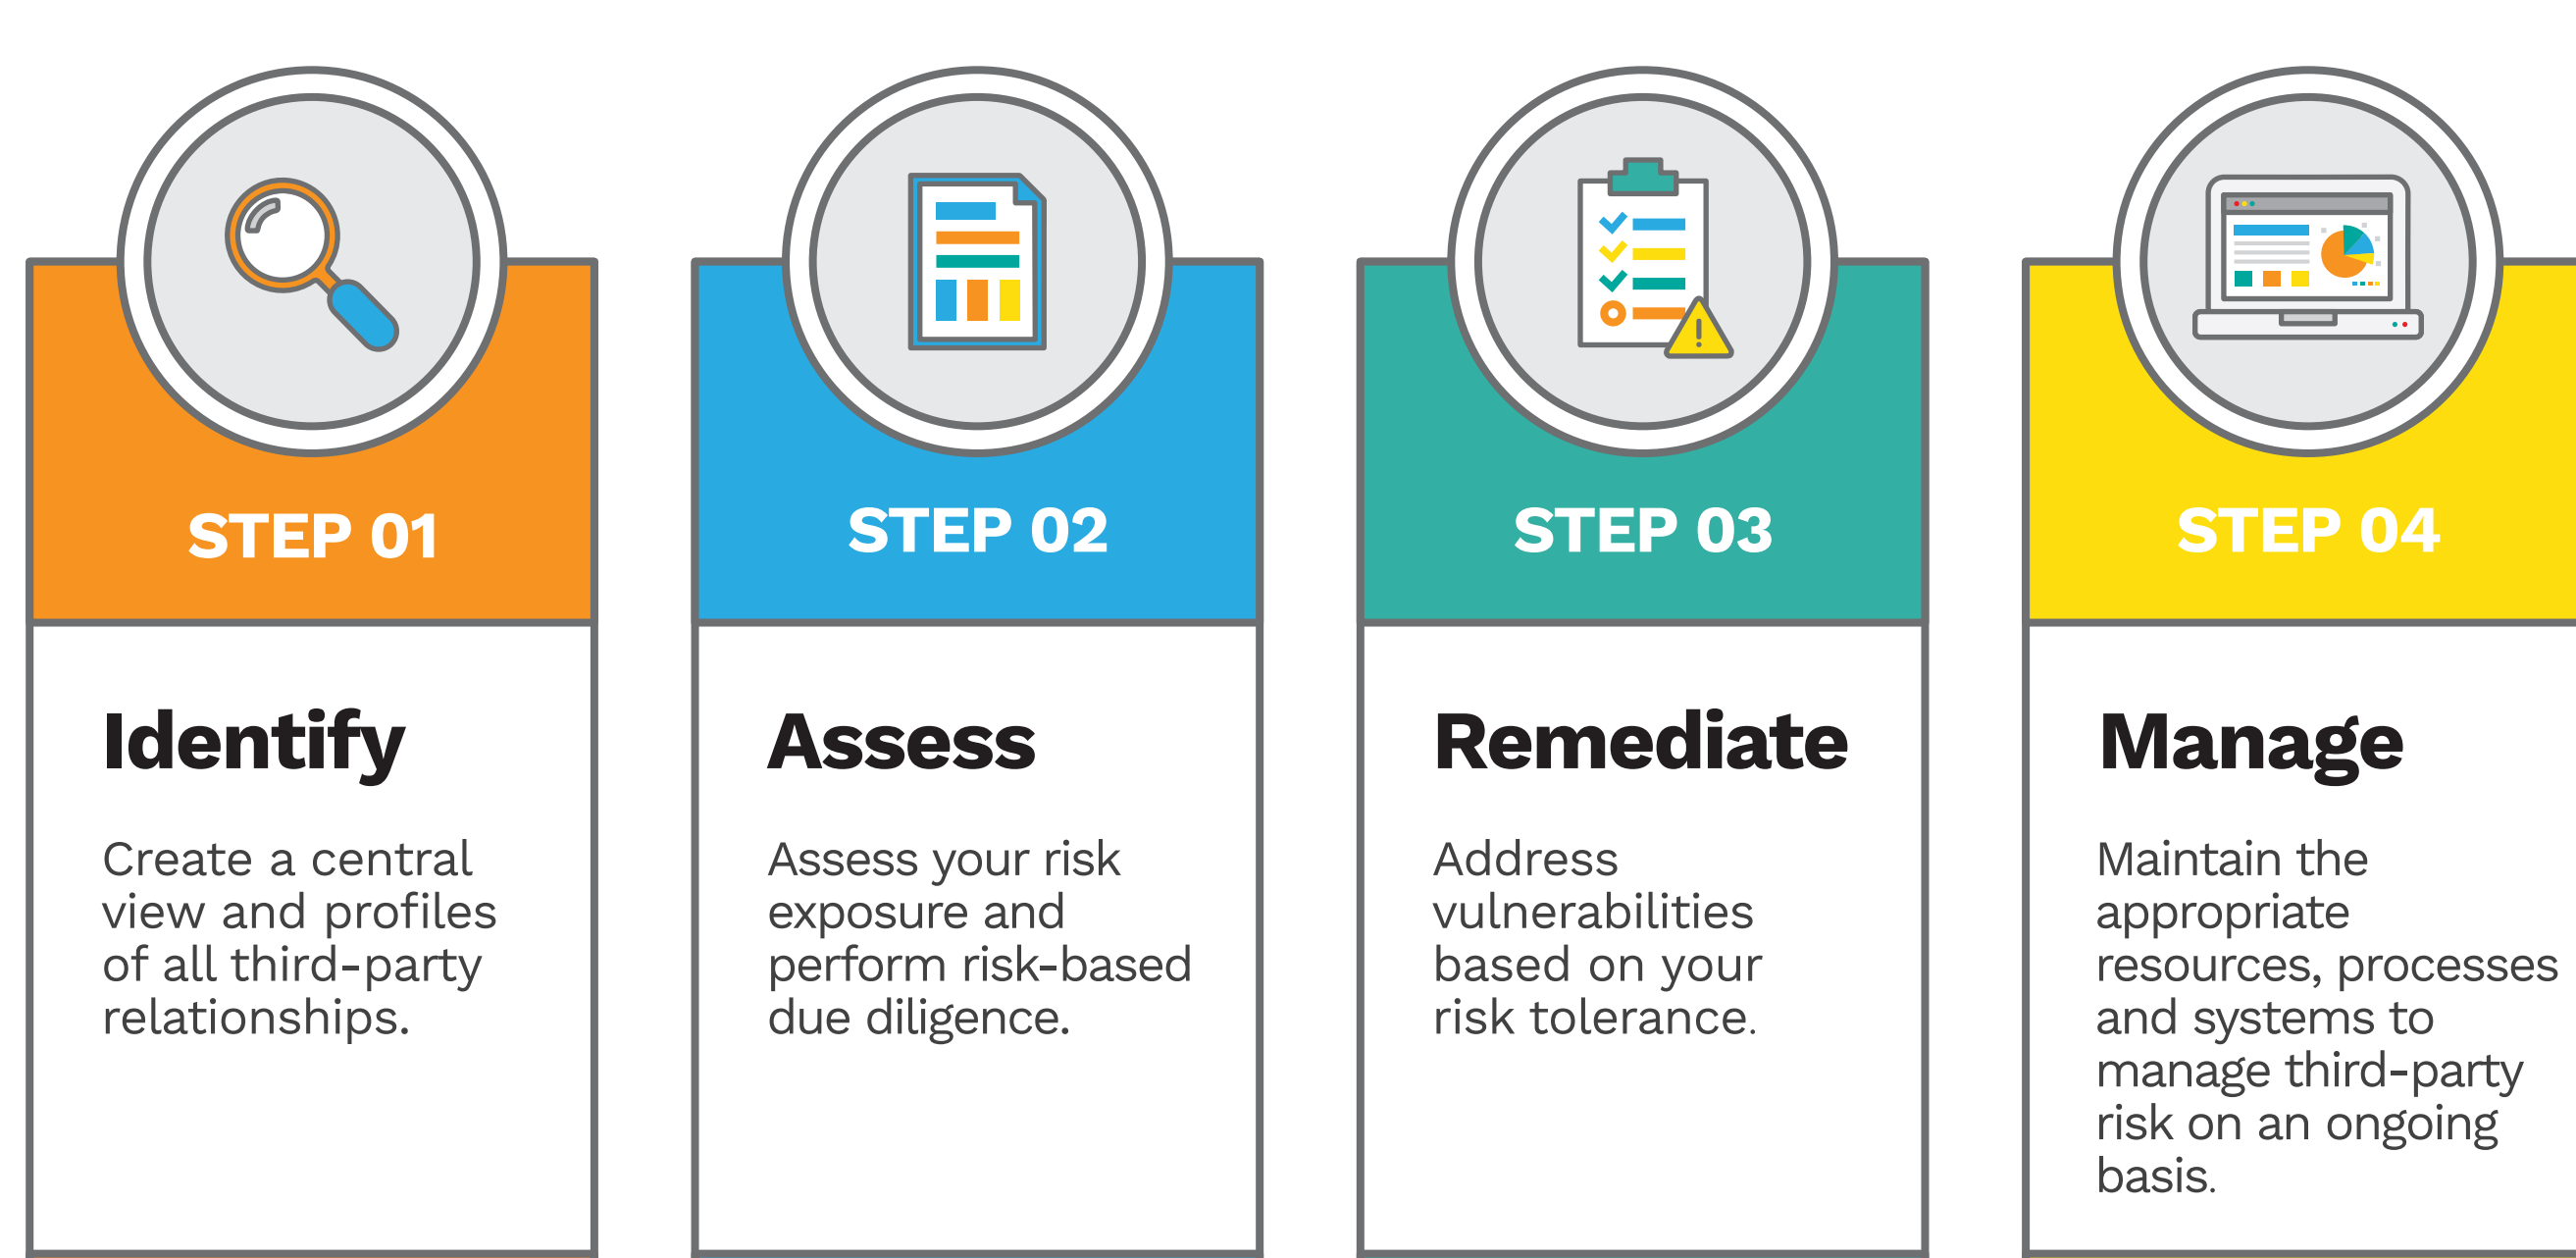 STEP 01
Identify
Create a central
view and profiles
of all third-party
relationships.
STEP 02
Assess
Assess your risk
exposure and
perform risk-based
due diligence.
STEP 03
Remediate
Address
vulnerabilities
based on your
risk tolerance.
STEP 04
Manage
Maintain the
appropriate
resources, processes
and systems to
manage third-party
risk on an ongoing
basis.